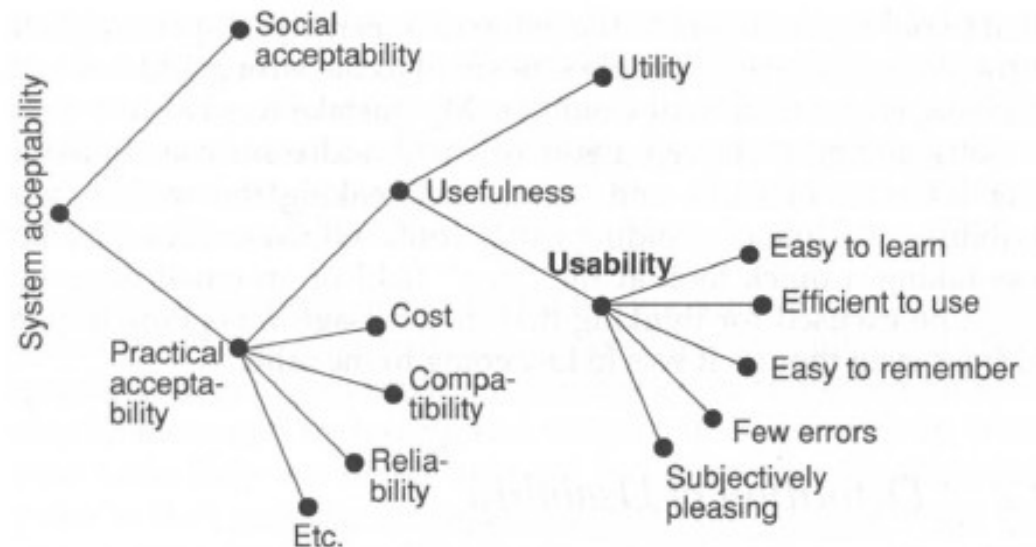 System acceptability
Social
acceptability
Utility
Usefulness
Usability
Easy to learn
Efficient to use
Easy to remember
Few errors
Subjectively
pleasing
Practical
accepta-
bility
Cost
Compa-
tibility
Relia-
bility
Etc.